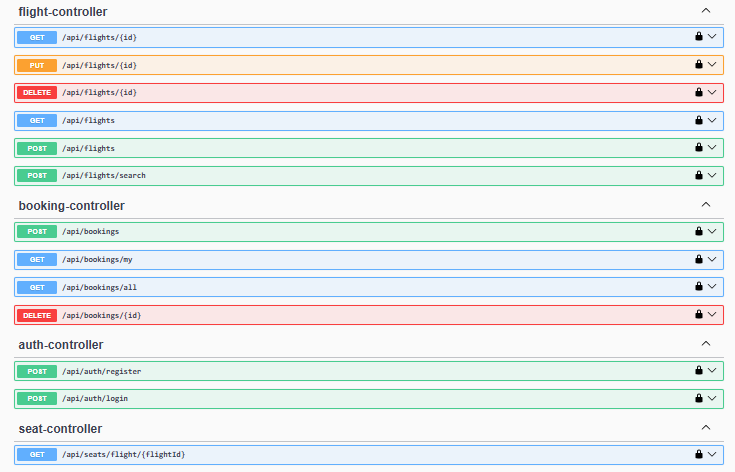 flight-controller
GET /api/flights/{id}
PUT /api/flights/{id}
DELETE /api/flights/{id}
GET /api/flights
POST /api/flights
POST /api/flights/search
booking-controller
POST /api/bookings
GET /api/bookings/my
GET /api/bookings/all
DELETE /api/bookings/{id}
auth-controller
POST /api/auth/register
POST /api/auth/login
seat-controller
GET /api/seats/flight/{flightId}